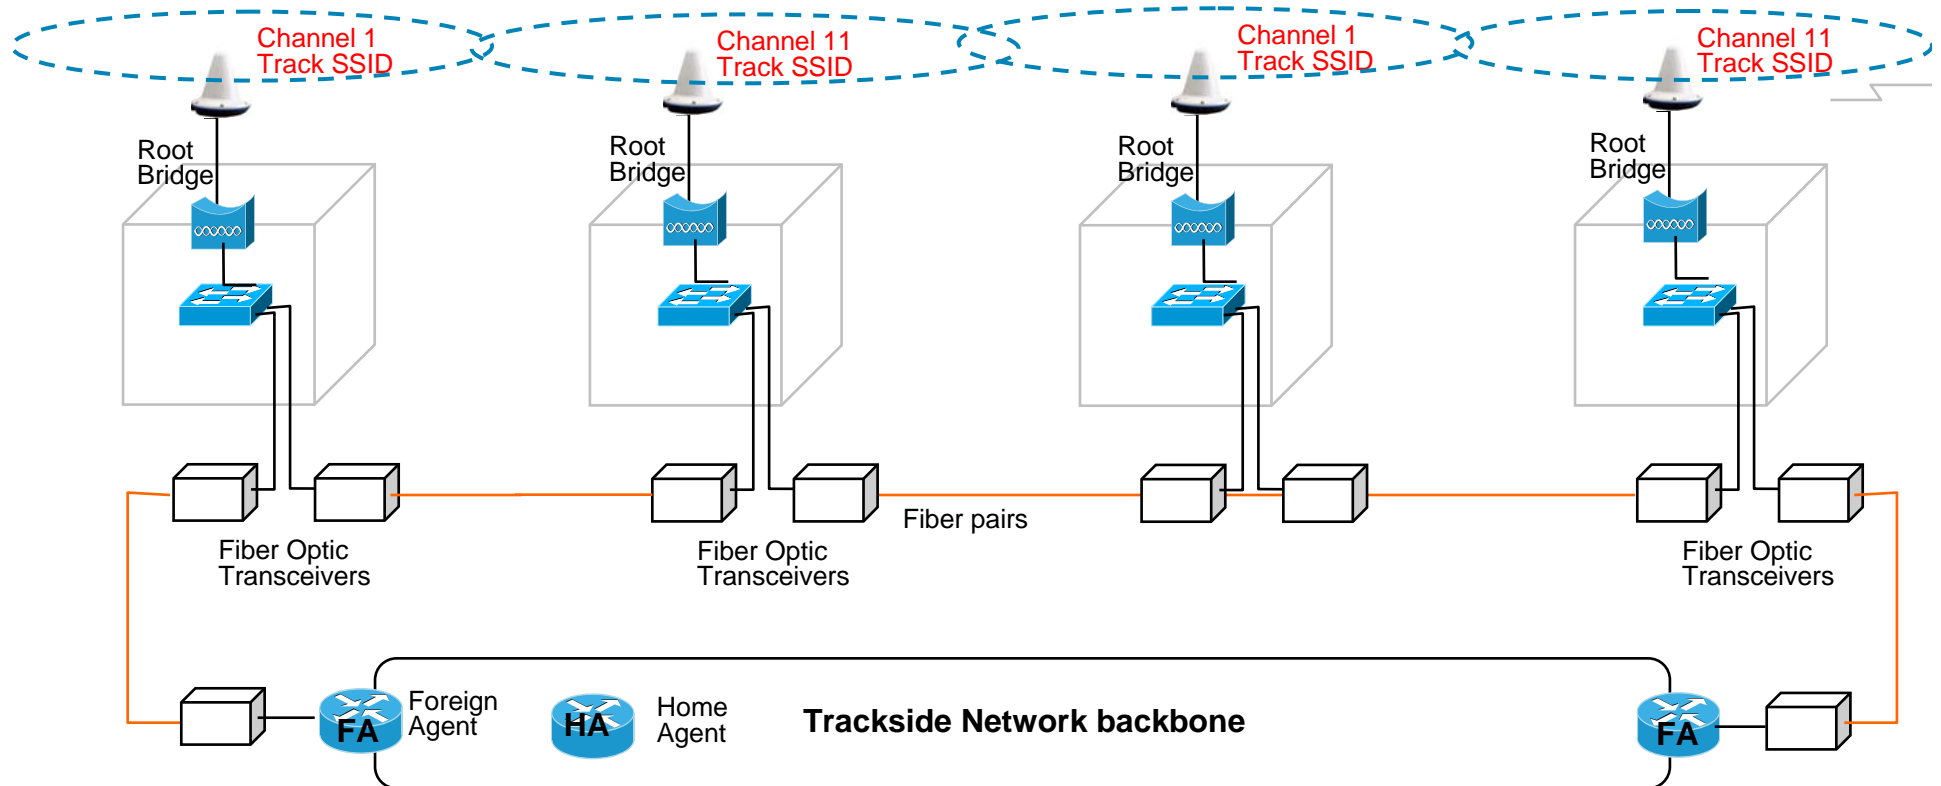 Channel 1
Track SSID
Channel 11
Track SSID
Channel 1
Track SSID
Channel 11
Track SSID
Root
Bridge
Root
Bridge
Root
Bridge
Root
Bridge
Fiber pairs
Fiber Optic
Transceivers
Fiber Optic
Transceivers
Fiber Optic
Transceivers
FA
Foreign
Agent
HA
Home
Agent
Trackside Network backbone
FA